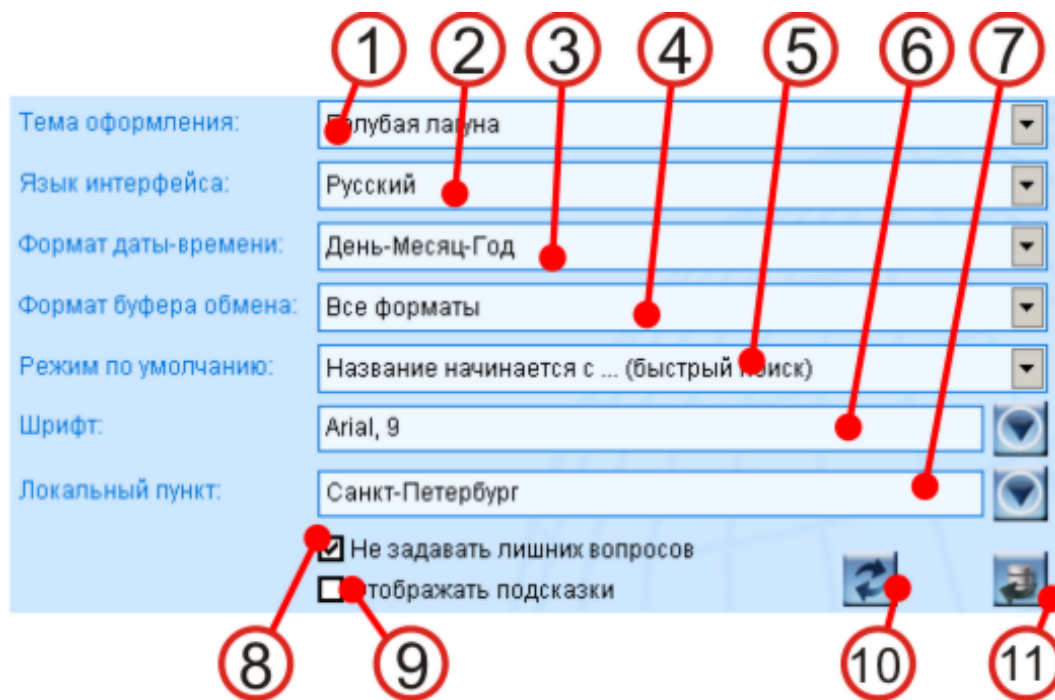 1 2 3 4 5 6 7
Тема оформления: Голубая лагуна
Язык интерфейса: Русский
Формат даты-времени: День-Месяц-Год
Формат буфера обмена: Все форматы
Режим по умолчанию: Название начинается с ... (быстрый поиск)
Шрифт: Arial, 9
Локальный пункт: Санкт-Петербург
Не задавать лишних вопросов
Отображать подсказки
8 9 10 11